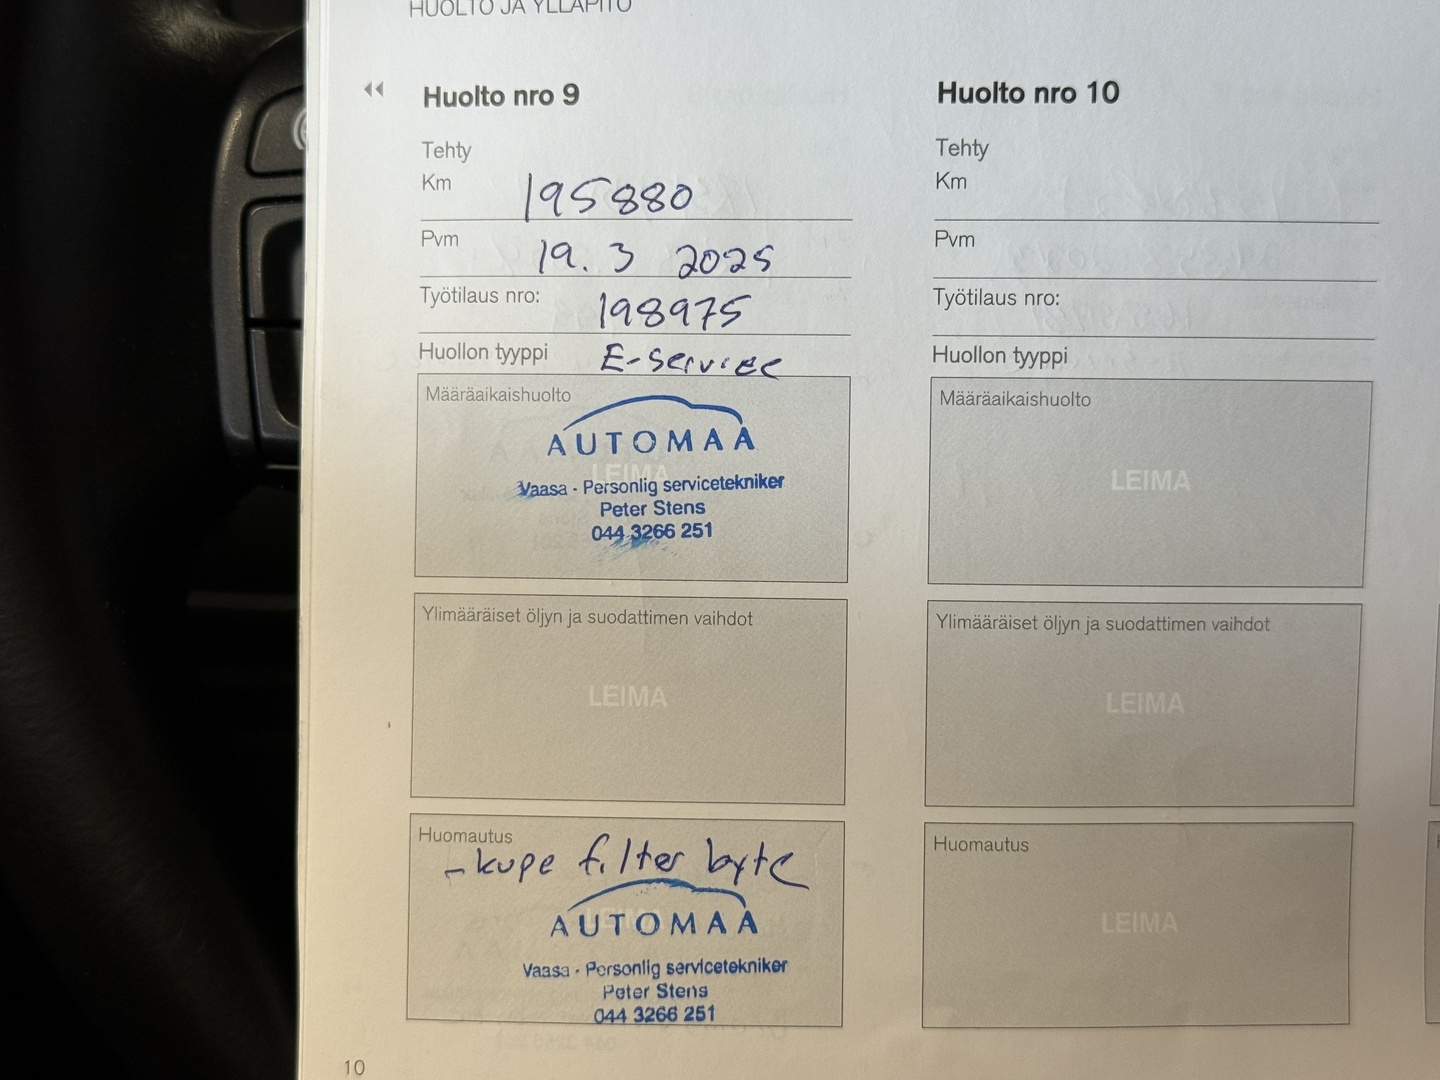 HUOLTO JA YLLÄPITO
Huolto nro 9
Tehty
Km 195880
Pvm 19. 3 2025
Työtilaus nro: 198975
Huollon tyyppi E-service
Määräaikaishuolto
AUTOMAA
LEIMA
Vaasa - Personlig servicetekniker
Peter Stens
044 3266 251
Ylimääräiset öljyn ja suodattimen vaihdot
LEIMA
Huomautus
- kupe filter byte
AUTOMAA
Vaasa - Personlig servicetekniker
Peter Stens
044 3266 251
10
Huolto nro 10
Tehty
Km
Pvm
Työtilaus nro:
Huollon tyyppi
Määräaikaishuolto
LEIMA
Ylimääräiset öljyn ja suodattimen vaihdot
LEIMA
Huomautus
LEIMA